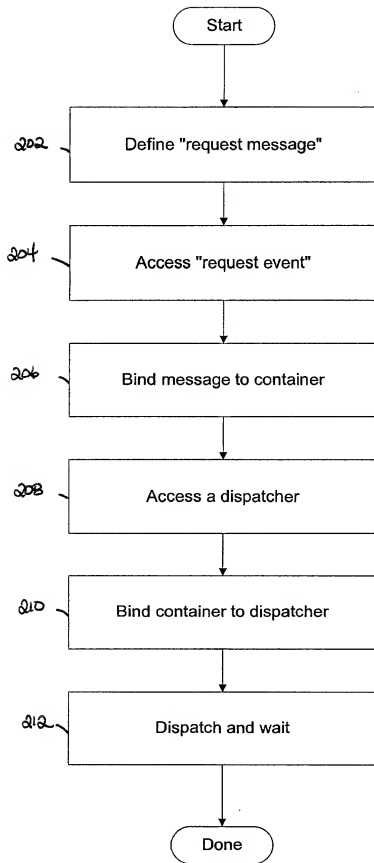 Start
202 Define "request message"
204 Access "request event"
206 Bind message to container
208 Access a dispatcher
210 Bind container to dispatcher
212 Dispatch and wait
Done